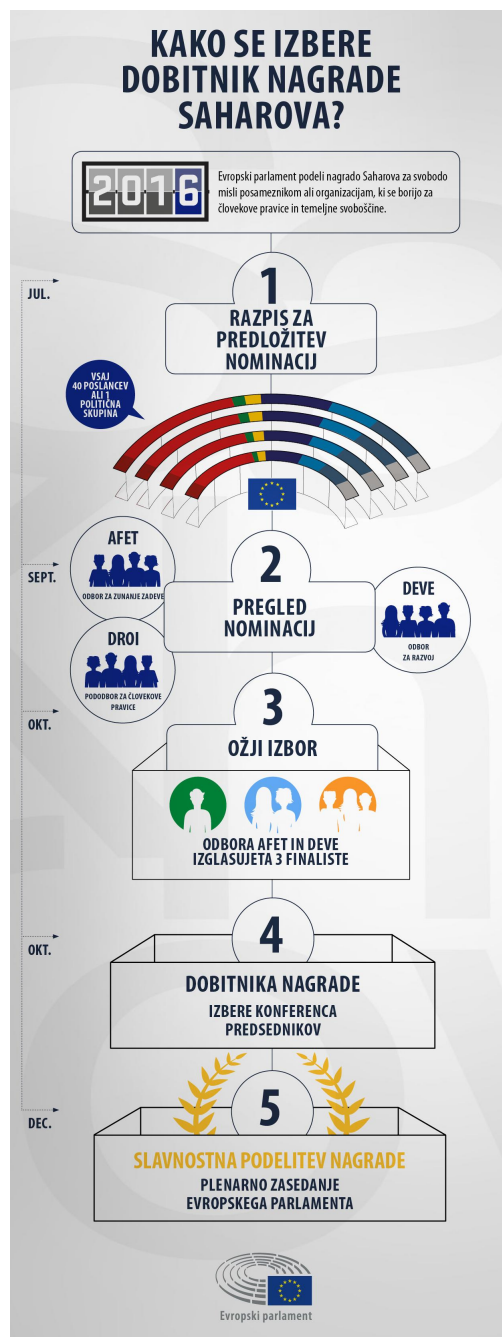 KAKO SE IZBERE
DOBITNIK NAGRADE
SAHAROVA?
2016
Evropski parlament podeli nagrado Saharova za svobodo
misli posameznikom ali organizacijam, ki se borijo za
človekove pravice in temeljne svoboščine.
JUL.
1
RAZPIS ZA
PREDLOŽITEV
NOMINACIJ
VSAJ
40 POSLANCEV
ALI 1
POLITIČNA
SKUPINA
SEPT.
AFET
ODBOR ZA ZUNANJE ZADEVE
DROI
PODODBOR ZA ČLOVEKOVE
PRAVICE
2
PREGLED
NOMINACIJ
DEVE
ODBOR
ZA RAZVOJ
OKT.
3
OŽJI IZBOR
ODBORA AFET IN DEVE
IZGLASUJETA 3 FINALISTE
OKT.
4
DOBITNIKA NAGRADE
IZBERE KONFERENCA
PREDSEDNIKOV
DEC.
5
SLAVNOSTNA PODELITEV NAGRADE
PLENARNO ZASEDANJE
EVROPSKEGA PARLAMENTA
Evropski parlament